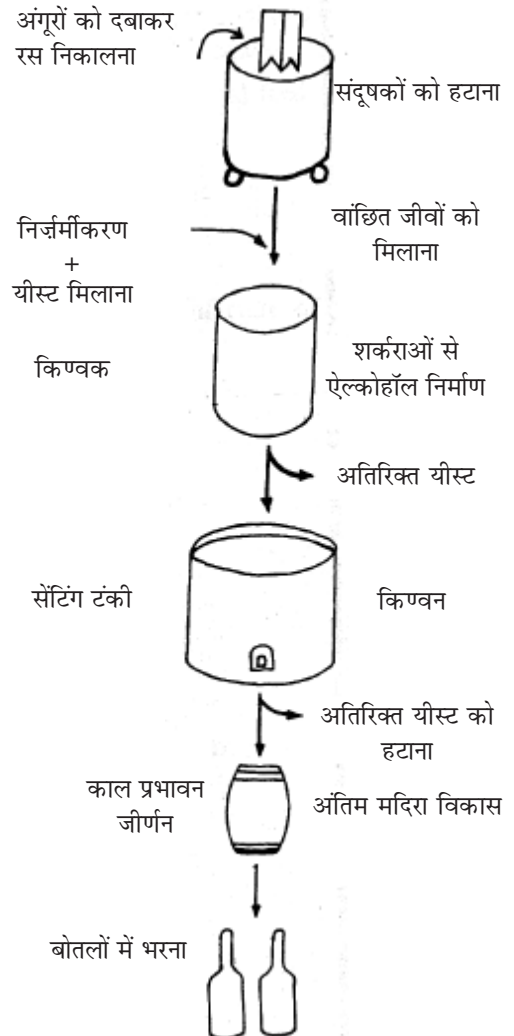 अंगूरों को दबाकर
रस निकालना
संदूषकों को हटाना
वांछित जीवों को
मिलाना
निर्ज़र्मीकरण
+
यीस्ट मिलाना
किण्वक
शर्कराओं से
ऐल्कोहॉल निर्माण
अतिरिक्त यीस्ट
सेंटिंग टंकी
किण्वन
अतिरिक्त यीस्ट को
हटाना
काल प्रभावन
जीर्णन
अंतिम मदिरा विकास
बोतलों में भरना